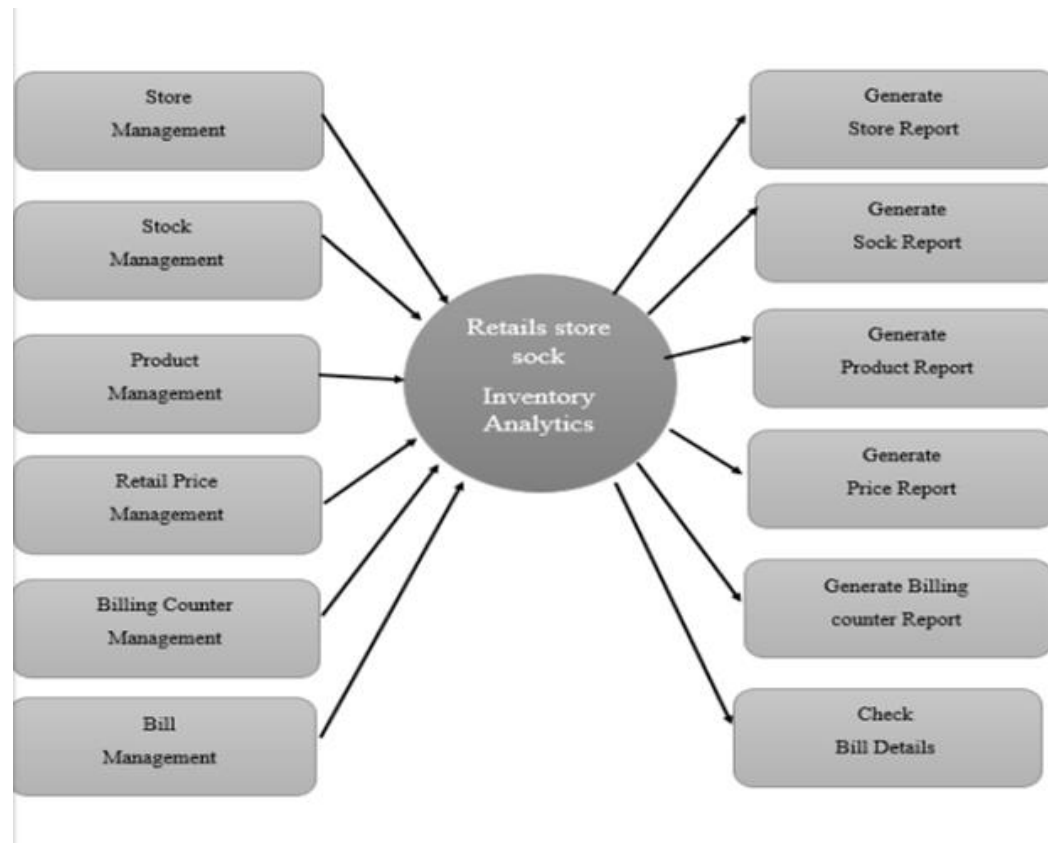 Store
Management
Stock
Management
Product
Management
Retail Price
Management
Billing Counter
Management
Bill
Management
Retails store
sock
Inventory
Analytics
Generate
Store Report
Generate
Sock Report
Generate
Product Report
Generate
Price Report
Generate Billing
counter Report
Check
Bill Details